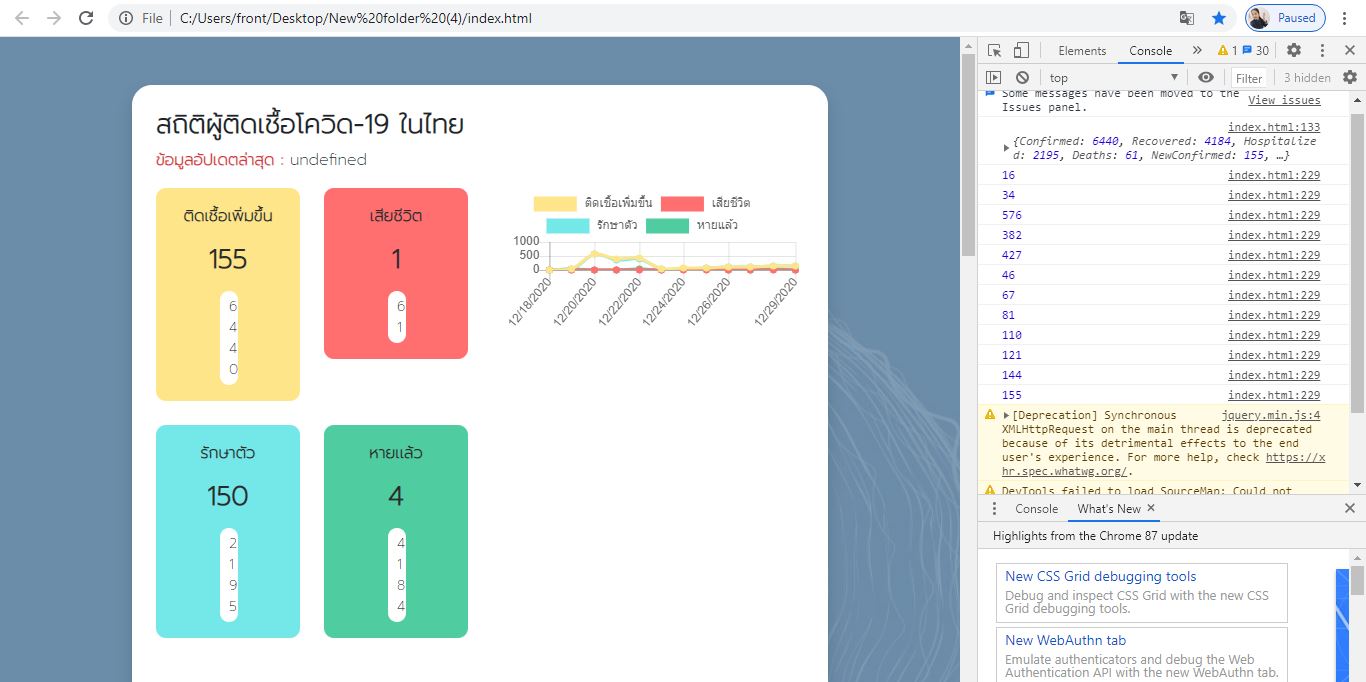 File
C:/Users/front/Desktop/New%20folder%20(4)/index.html
Paused
สถิติผู้ติดเชื้อโควิด-19 ในไทย
ข้อมูลอัปเดตล่าสุด : undefined
ติดเชื้อเพิ่มขึ้น
155
6
4
4
0
เสียชีวิต
1
6
1
รักษาตัว
150
2
1
9
5
หายแล้ว
4
4
1
8
4
ติดเชื้อเพิ่มขึ้น เสียชีวิต
รักษาตัว หายแล้ว
1000
500
0
12/18/2020
12/20/2020
12/22/2020
12/24/2020
12/26/2020
12/29/2020
Elements Console 1 30
top Filter 3 hidden
Some messages have been moved to the
Issues panel.
View issues
index.html:133
{Confirmed: 6440, Recovered: 4184, Hospitalize
d: 2195, Deaths: 61, NewConfirmed: 155, …}
16 index.html:229
34 index.html:229
576 index.html:229
382 index.html:229
427 index.html:229
46 index.html:229
67 index.html:229
81 index.html:229
110 index.html:229
121 index.html:229
144 index.html:229
155 index.html:229
[Deprecation] Synchronous jquery.min.js:4
XMLHttpRequest on the main thread is deprecated
because of its detrimental effects to the end
user's experience. For more help, check https://x
hr.spec.whatwg.org/.
DevTools failed to load SourceMap: Could not
Console What's New
Highlights from the Chrome 87 update
New CSS Grid debugging tools
Debug and inspect CSS Grid with the new CSS
Grid debugging tools.
New WebAuthn tab
Emulate authenticators and debug the Web
Authentication API with the new WebAuthn tab.